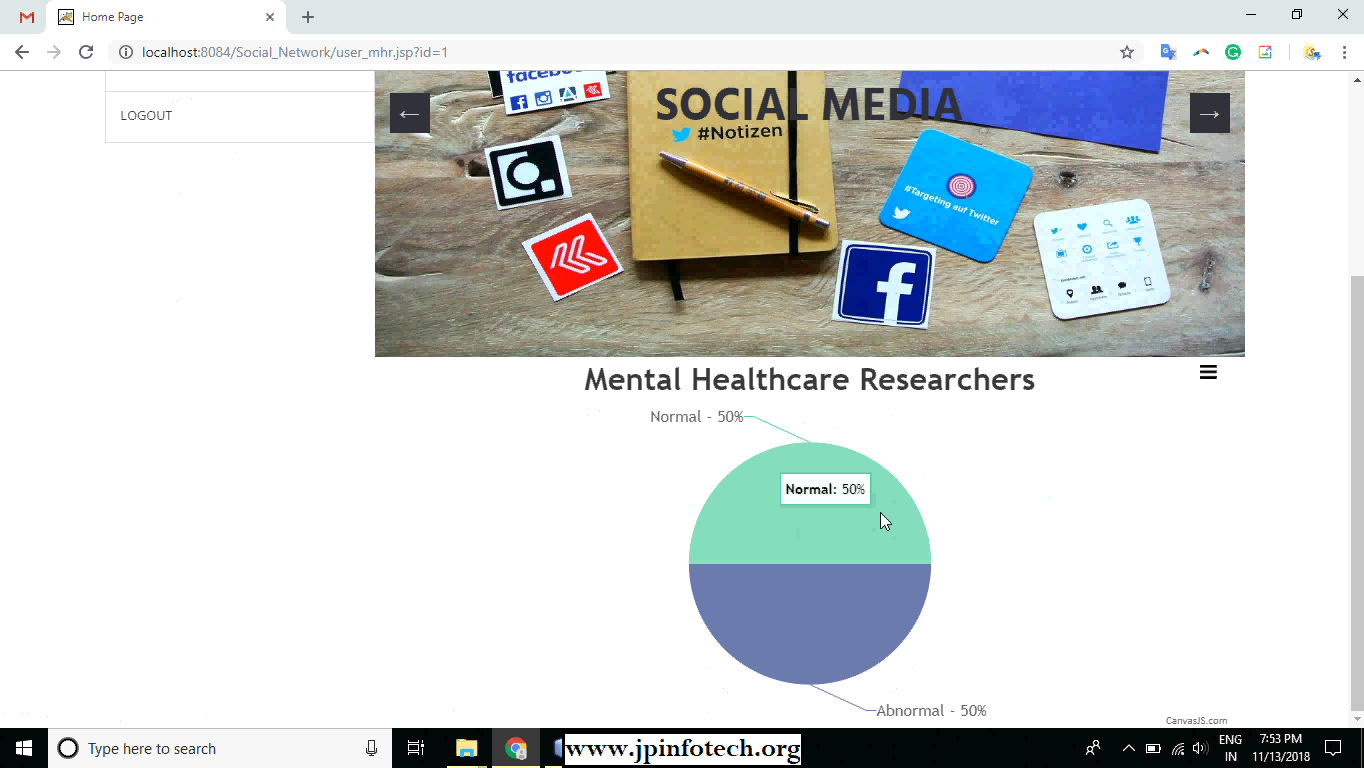 Home Page
localhost:8084/Social_Network/user_mhr.jsp?id=1
LOGOUT
facebook
SOCIAL MEDIA
#Notizen
#Targeting auf Twitter
Mental Healthcare Researchers
Normal - 50%
Normal: 50%
Abnormal - 50%
CanvasJS.com
Type here to search
www.jpinfotech.org
ENG
IN
7:53 PM
11/13/2018